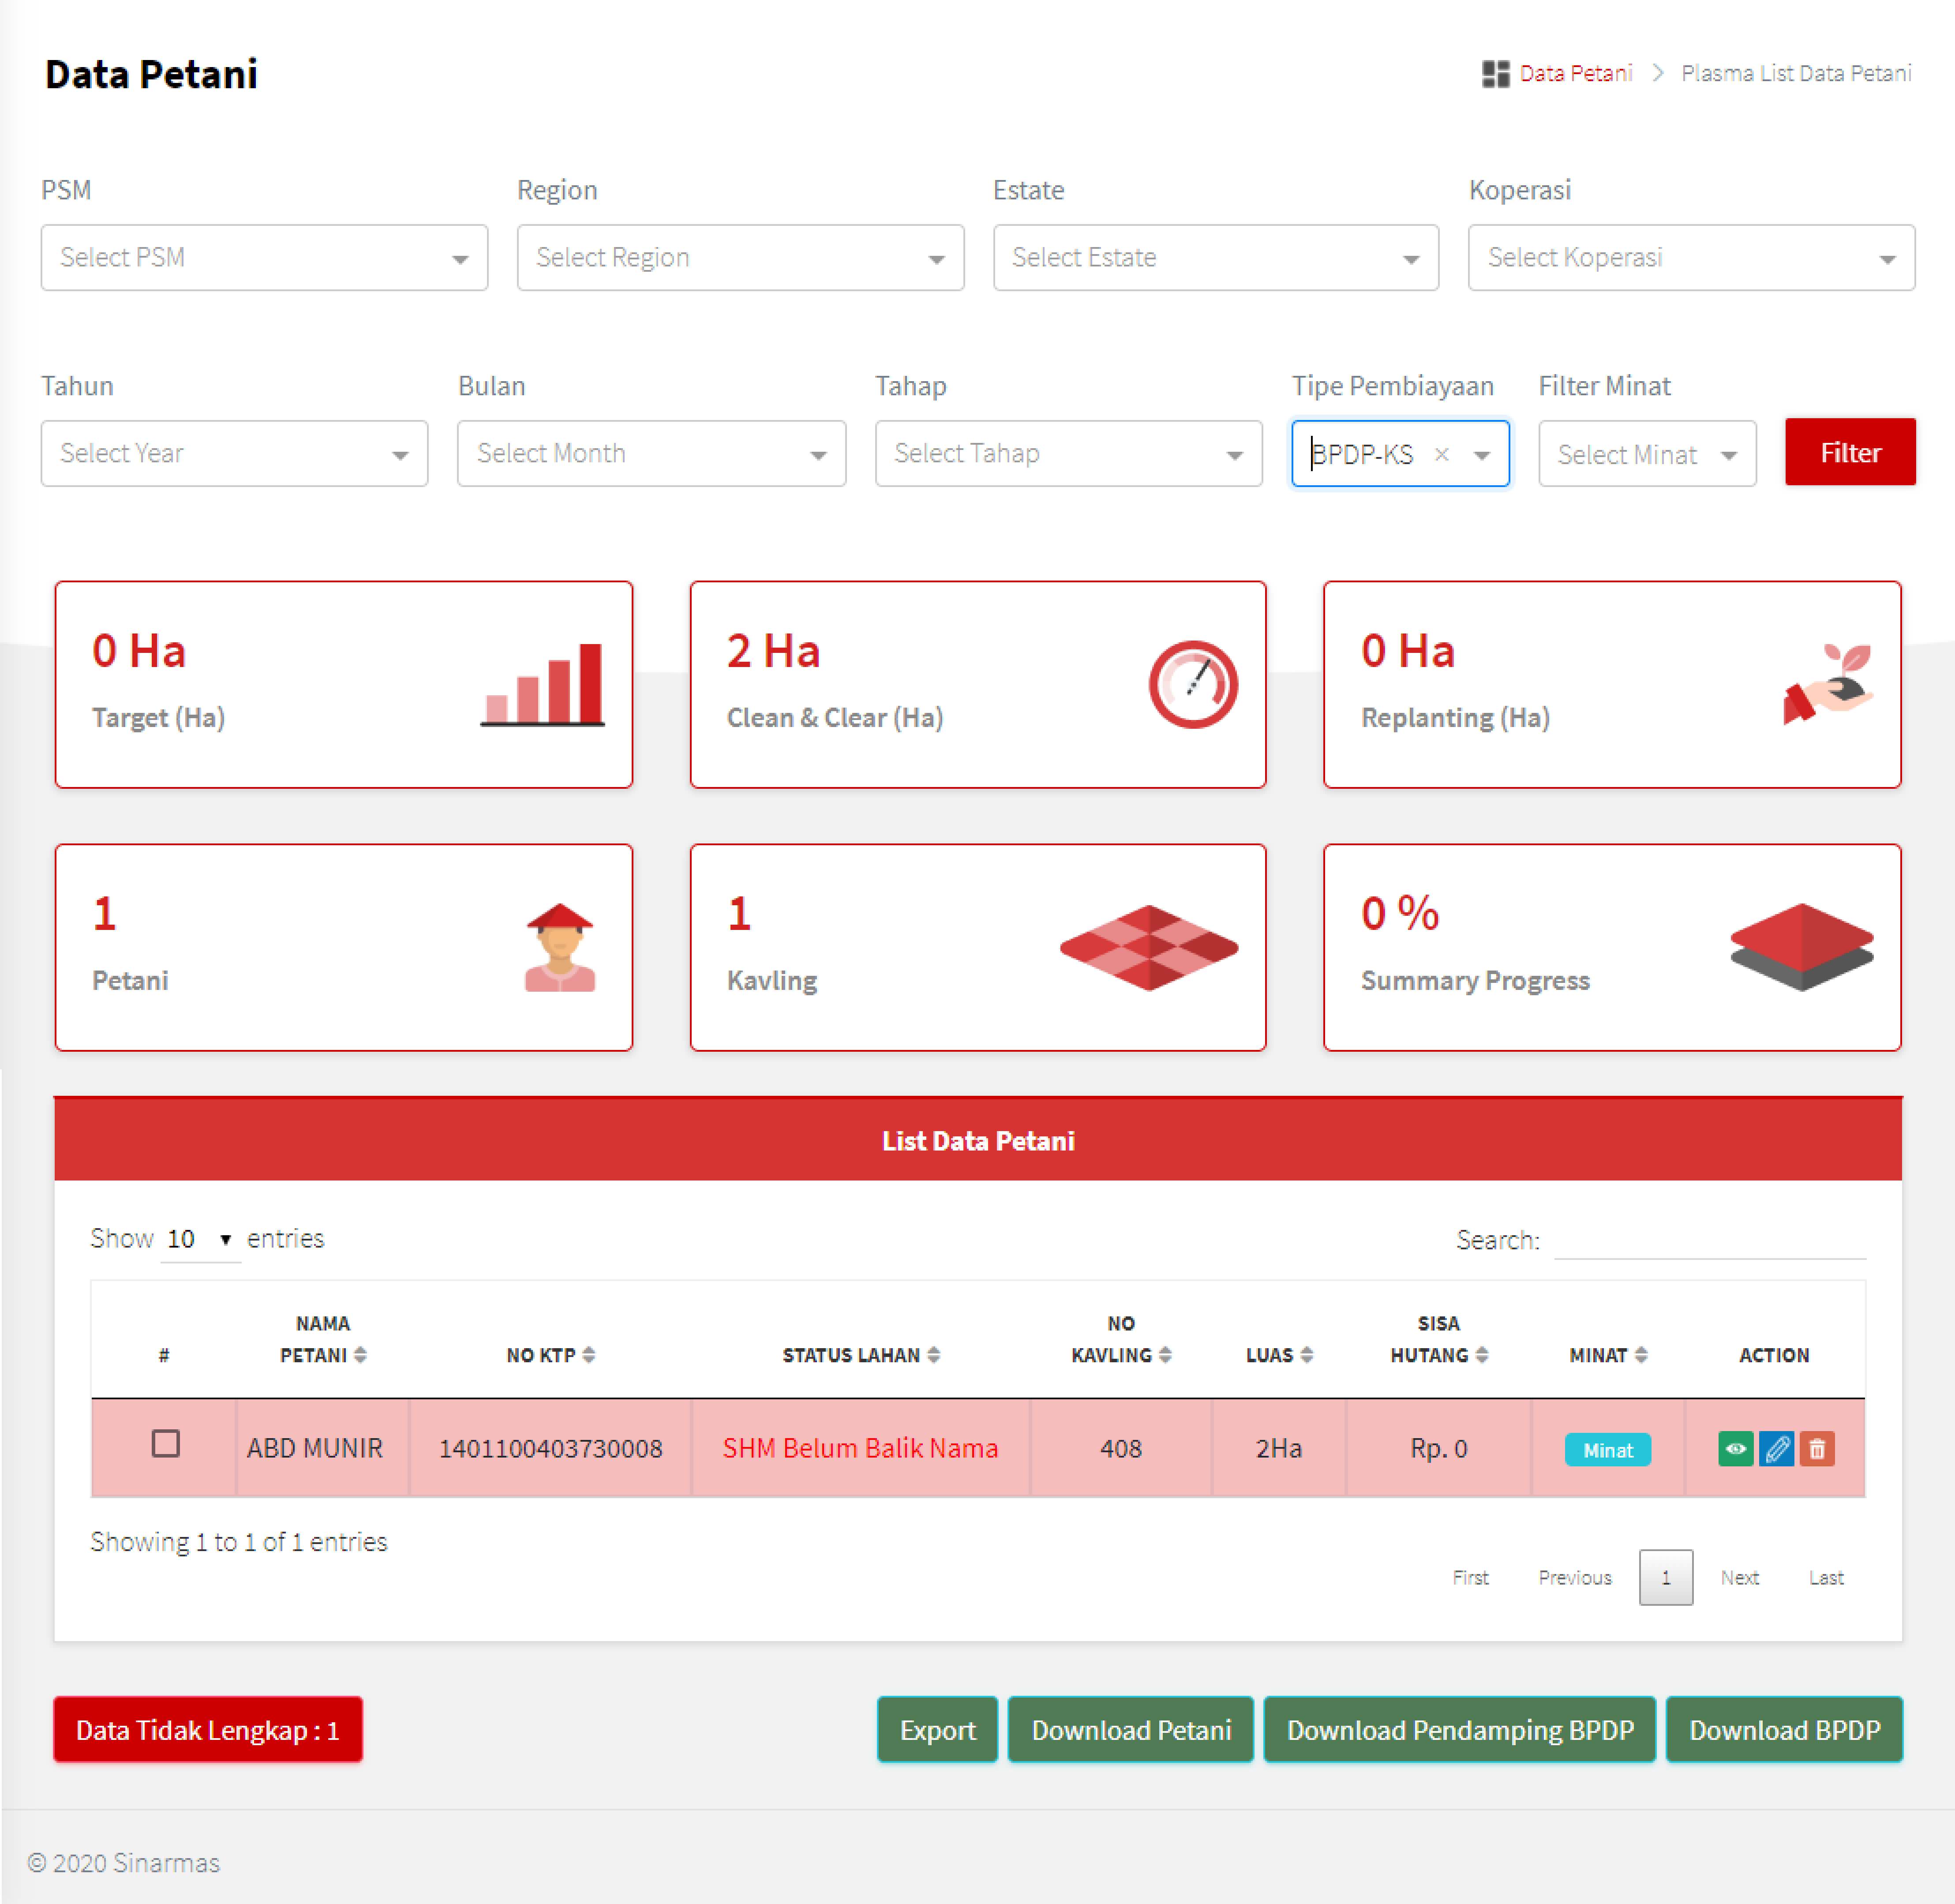 Data Petani
Data Petani > Plasma List Data Petani
PSM
Region
Estate
Koperasi
Select PSM
Select Region
Select Estate
Select Koperasi
Tahun
Bulan
Tahap
Tipe Pembiayaan
Filter Minat
Select Year
Select Month
Select Tahap
BPDP-KS ×
Select Minat
Filter
0 Ha
Target (Ha)
2 Ha
Clean & Clear (Ha)
0 Ha
Replanting (Ha)
1
Petani
1
Kavling
0 %
Summary Progress
List Data Petani
Show 10 entries
Search:
#
NAMA
PETANI
NO KTP
STATUS LAHAN
NO
KAVLING
LUAS
SISA
HUTANG
MINAT
ACTION
ABD MUNIR
1401100403730008
SHM Belum Balik Nama
408
2Ha
Rp. 0
Minat
Showing 1 to 1 of 1 entries
First
Previous
1
Next
Last
Data Tidak Lengkap : 1
Export
Download Petani
Download Pendamping BPDP
Download BPDP
© 2020 Sinarmas